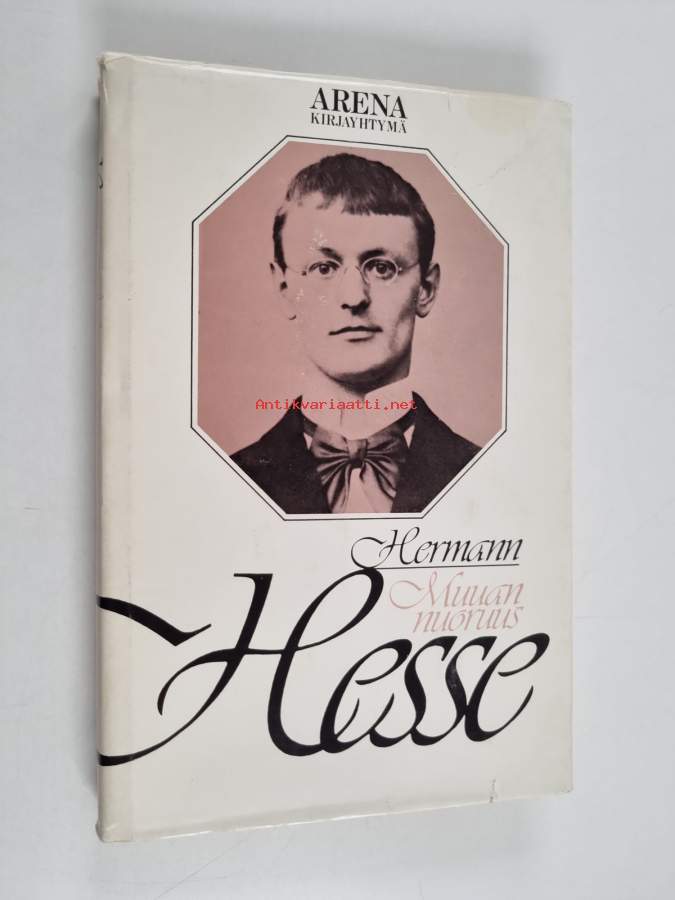 ARENA
KIRJAYHTYMÄ
Antikvariaatti.net
Hermann
Muuan
nuoruus
Hesse